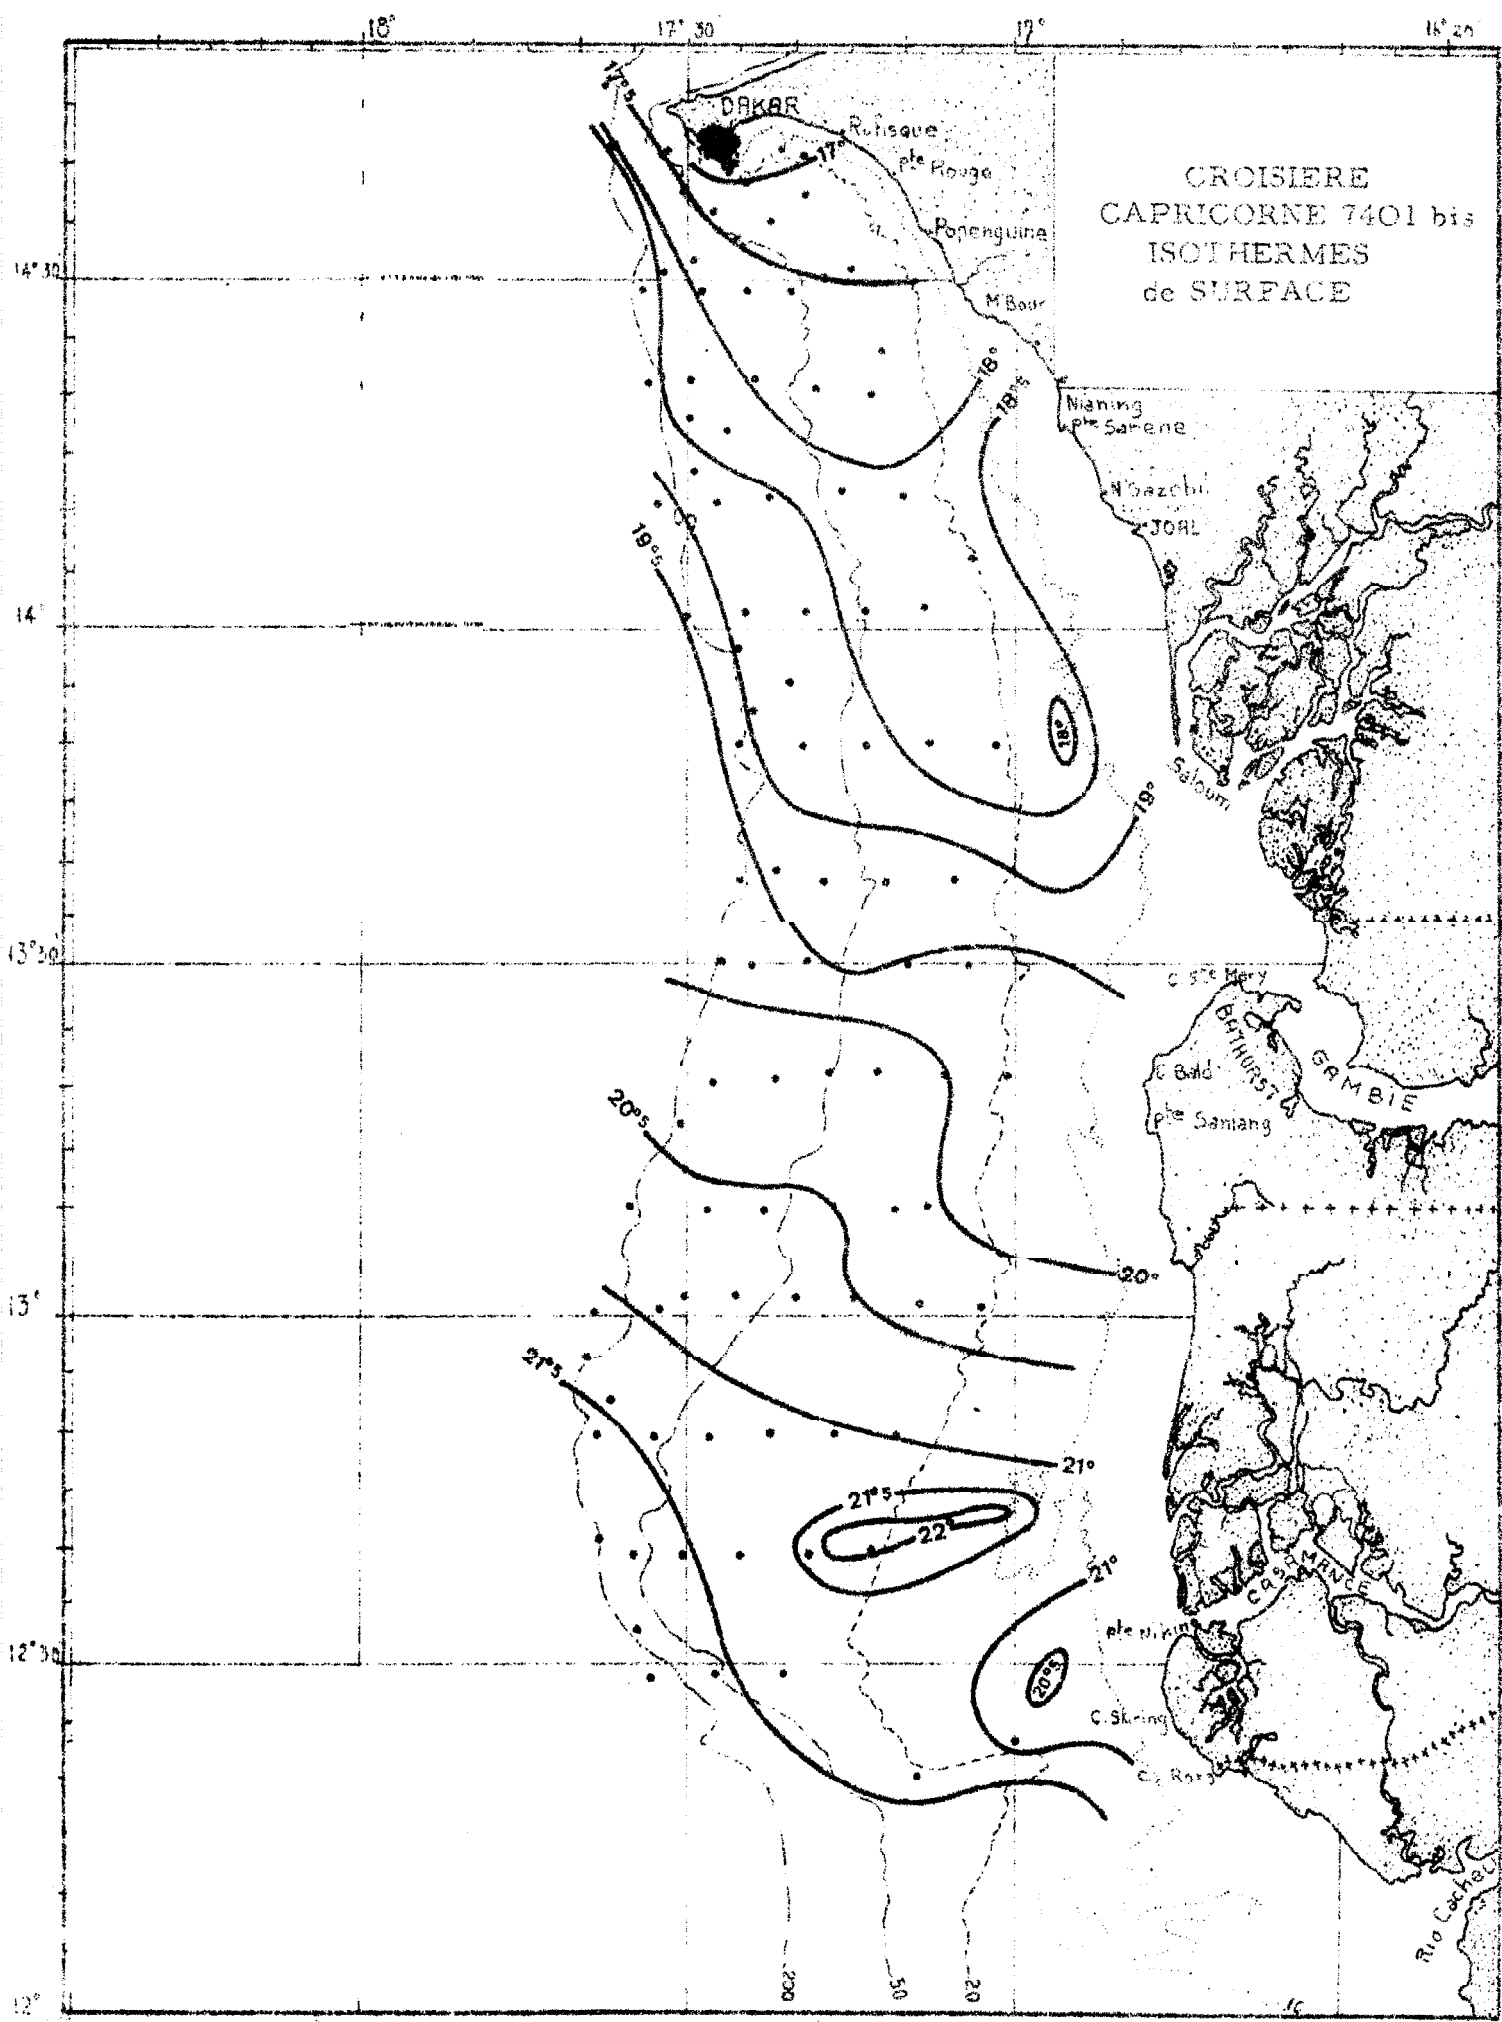 18°
17° 30'
17°
17°5
DAKAR
Rufisque
17°
pte Rouge
CROISIERE
CAPRICORNE 7401 bis
ISOTHERMES
de SURFACE
Popenguine
14° 30'
M'Bour
18°
18°5
Nianing
pte Sarene
JOAL
19°5
14°
18°
Saloum
19°
13° 30'
C. Ste Mary
BATHURST
GAMBIE
C. Bald
pte Sanïang
20°5
20°
13°
21°5
21°
21°5
22°
21°
CASAMANCE
12° 30'
20°5
C. Skiring
Rio Cacheu
200
50
20
12°